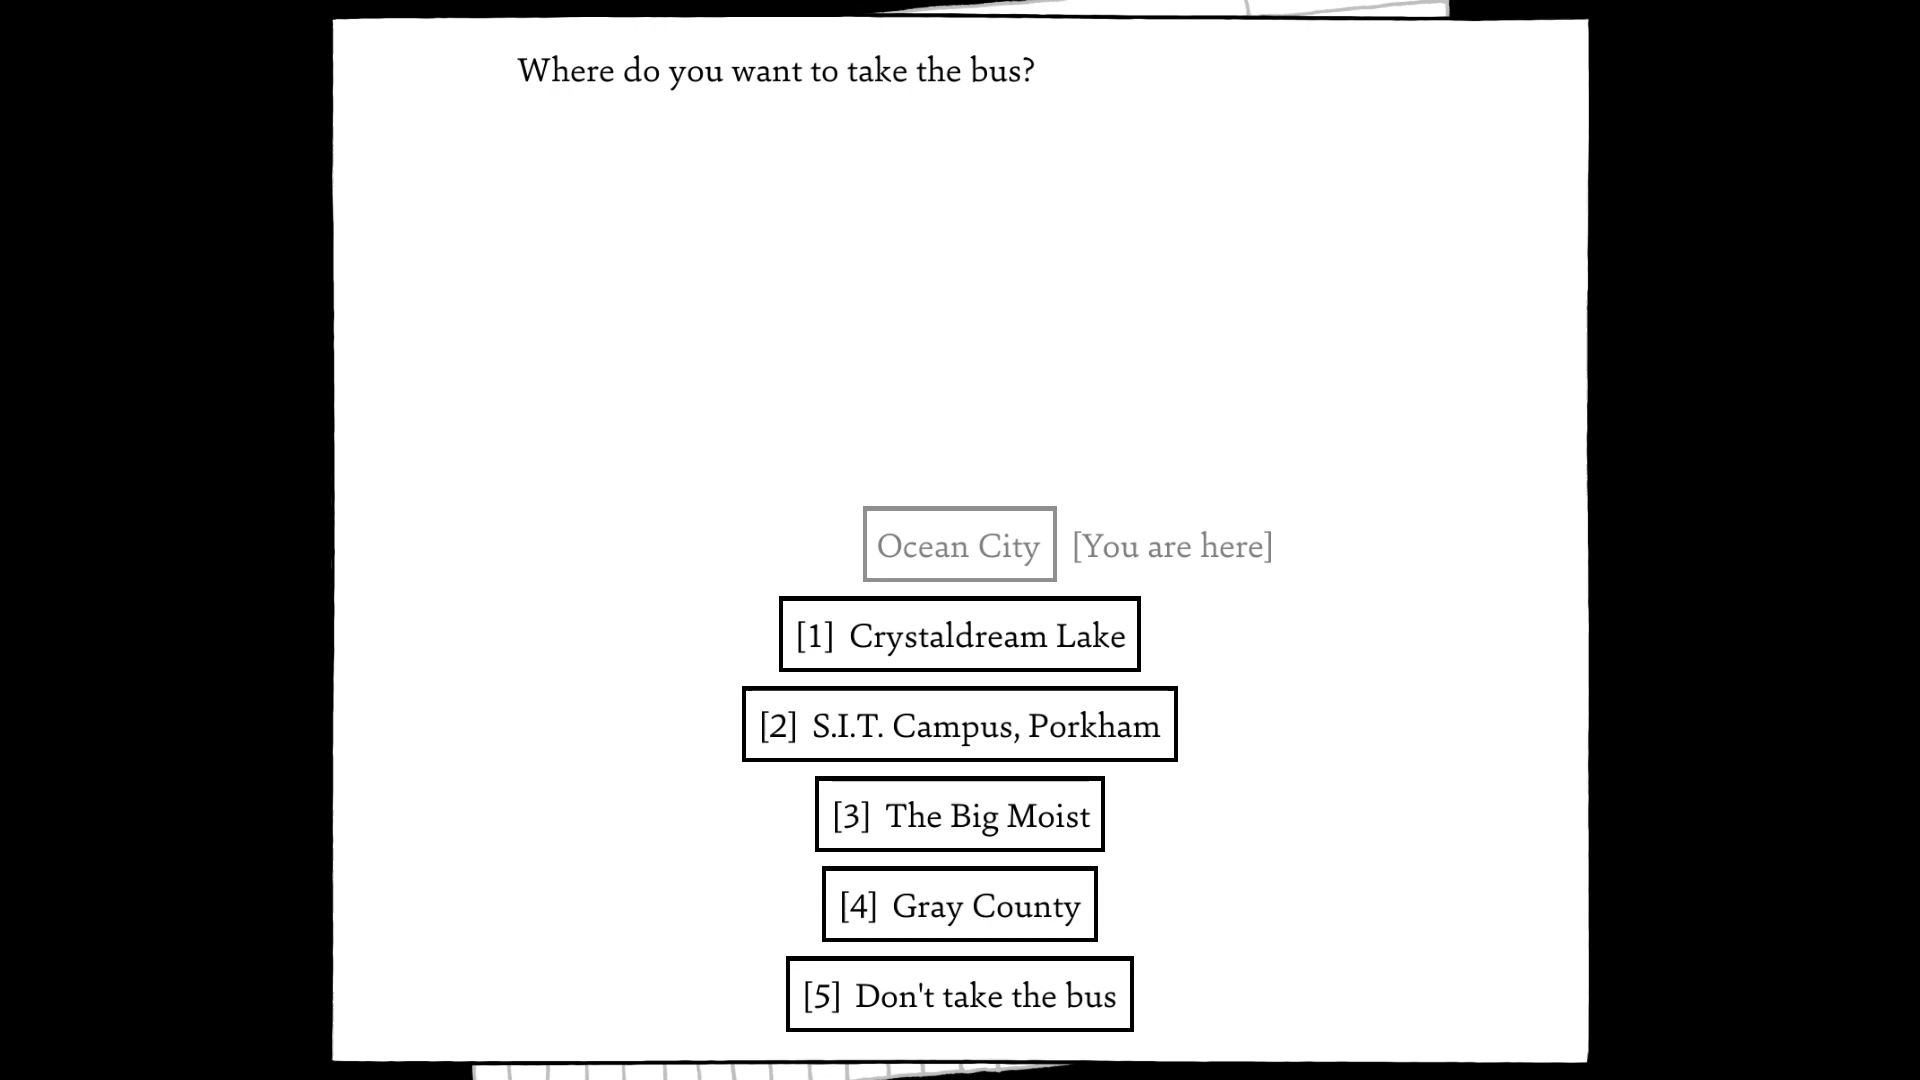 Where do you want to take the bus?
Ocean City [You are here]
[1] Crystaldream Lake
[2] S.I.T. Campus, Porkham
[3] The Big Moist
[4] Gray County
[5] Don't take the bus